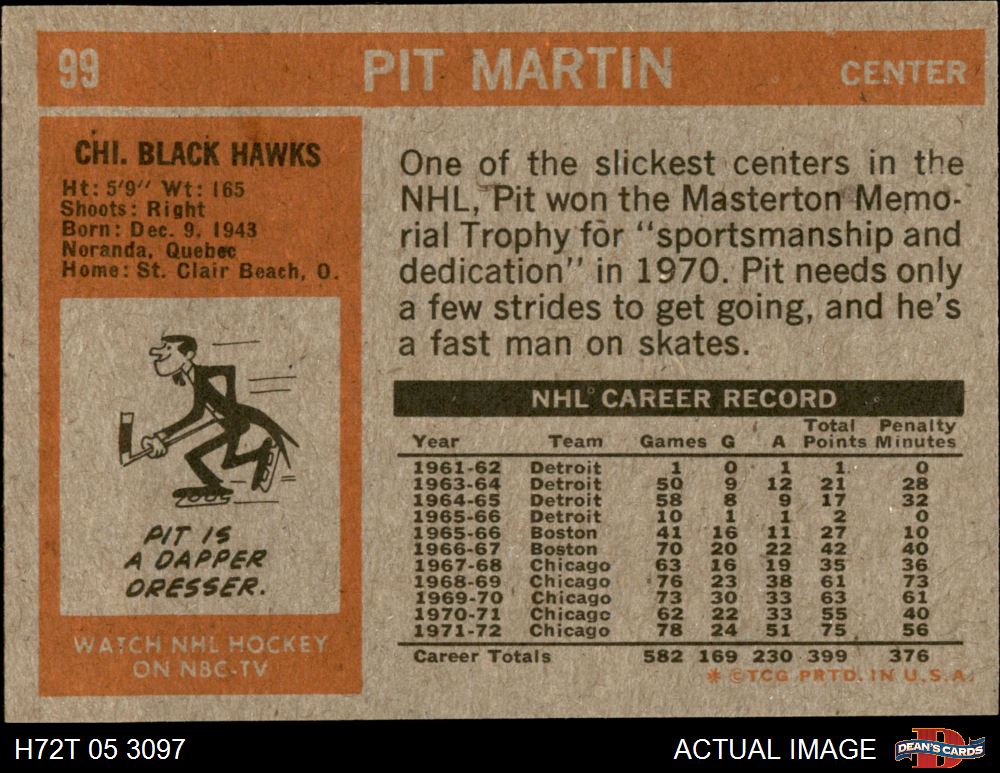 99 PIT MARTIN CENTER
CHI. BLACK HAWKS
Ht: 5'9" Wt: 165
Shoots: Right
Born: Dec. 9, 1943
Noranda, Quebec
Home: St. Clair Beach, O.
PIT IS
A DAPPER
DRESSER.
WATCH NHL HOCKEY
ON NBC-TV
One of the slickest centers in the
NHL, Pit won the Masterton Memo-
rial Trophy for "sportsmanship and
dedication" in 1970. Pit needs only
a few strides to get going, and he's
a fast man on skates.
NHL CAREER RECORD
Total Penalty
Year Team Games G A Points Minutes
1961-62 Detroit 1 0 1 1 0
1963-64 Detroit 50 9 12 21 28
1964-65 Detroit 58 8 9 17 32
1965-66 Detroit 10 1 1 2 0
1965-66 Boston 41 16 11 27 10
1966-67 Boston 70 20 22 42 40
1967-68 Chicago 63 16 19 35 36
1968-69 Chicago 76 23 38 61 73
1969-70 Chicago 73 30 33 63 61
1970-71 Chicago 62 22 33 55 40
1971-72 Chicago 78 24 51 75 56
Career Totals 582 169 230 399 376
* ©TCG PRTD. IN U.S.A.
H72T 05 3097 ACTUAL IMAGE DEAN'S CARDS